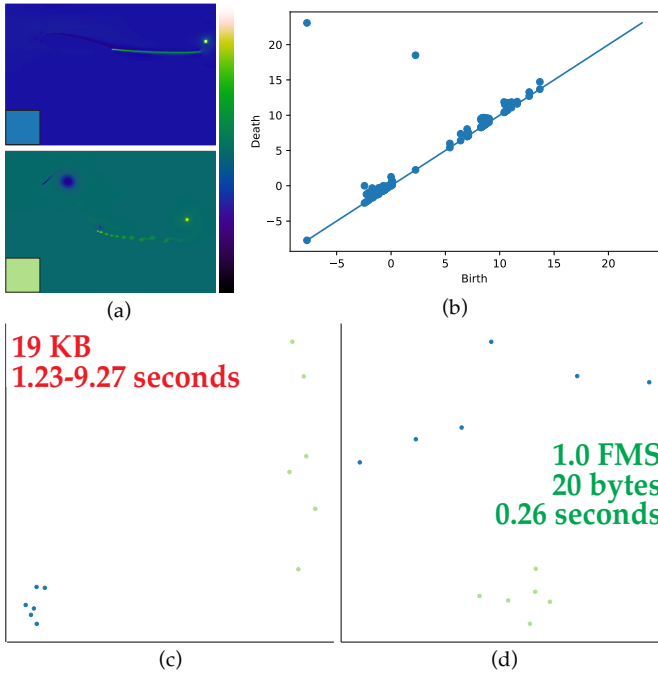 (a)
20
15
10
5
0
−5
Death
−5
0
5
10
15
20
Birth
(b)
19 KB
1.23-9.27 seconds
(c)
1.0 FMS
20 bytes
0.26 seconds
(d)